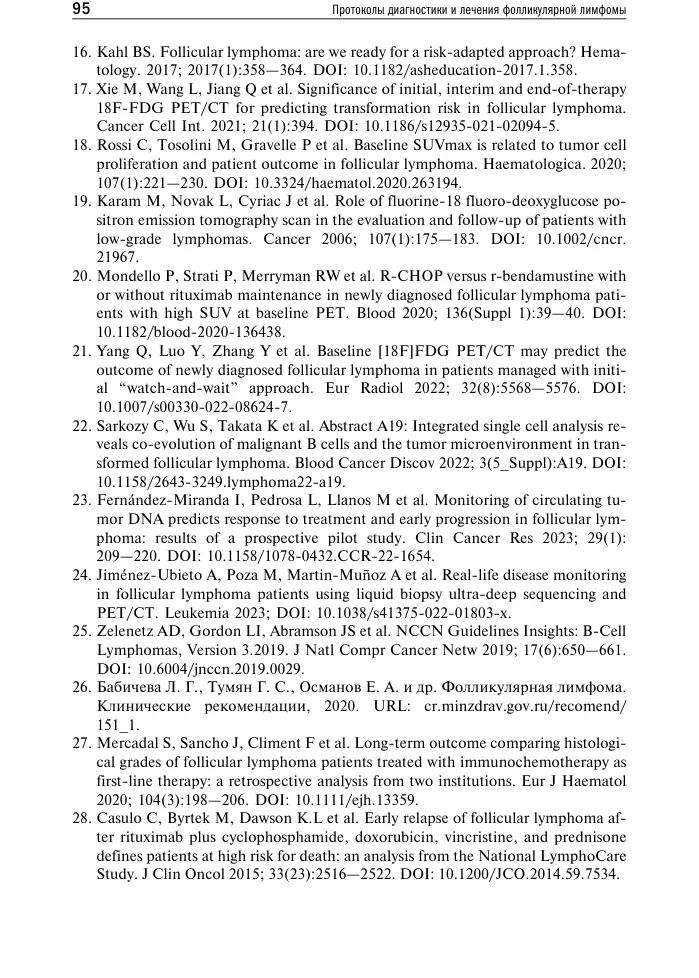 95
Протоколы диагностики и лечения фолликулярной лимфомы
16. Kahl BS. Follicular lymphoma: are we ready for a risk-adapted approach? Hema-
tology. 2017; 2017(1):358—364. DOI: 10.1182/asheducation-2017.1.358.
17. Xie M, Wang L, Jiang Q et al. Significance of initial, interim and end-of-therapy
18F-FDG PET/CT for predicting transformation risk in follicular lymphoma.
Cancer Cell Int. 2021; 21(1):394. DOI: 10.1186/s12935-021-02094-5.
18. Rossi C, Tosolini M, Gravelle P et al. Baseline SUVmax is related to tumor cell
proliferation and patient outcome in follicular lymphoma. Haematologica. 2020;
107(1):221—230. DOI: 10.3324/haematol.2020.263194.
19. Karam M, Novak L, Cyriac J et al. Role of fluorine-18 fluoro-deoxyglucose po-
sitron emission tomography scan in the evaluation and follow-up of patients with
low-grade lymphomas. Cancer 2006; 107(1):175—183. DOI: 10.1002/cncr.
21967.
20. Mondello P, Strati P, Merryman RW et al. R-CHOP versus r-bendamustine with
or without rituximab maintenance in newly diagnosed follicular lymphoma pati-
ents with high SUV at baseline PET. Blood 2020; 136(Suppl 1):39—40. DOI:
10.1182/blood-2020-136438.
21. Yang Q, Luo Y, Zhang Y et al. Baseline [18F]FDG PET/CT may predict the
outcome of newly diagnosed follicular lymphoma in patients managed with initi-
al “watch-and-wait” approach. Eur Radiol 2022; 32(8):5568—5576. DOI:
10.1007/s00330-022-08624-7.
22. Sarkozy C, Wu S, Takata K et al. Abstract A19: Integrated single cell analysis re-
veals co-evolution of malignant B cells and the tumor microenvironment in tran-
sformed follicular lymphoma. Blood Cancer Discov 2022; 3(5_Suppl):A19. DOI:
10.1158/2643-3249.lymphoma22-a19.
23. Fernández-Miranda I, Pedrosa L, Llanos M et al. Monitoring of circulating tu-
mor DNA predicts response to treatment and early progression in follicular lym-
phoma: results of a prospective pilot study. Clin Cancer Res 2023; 29(1):
209—220. DOI: 10.1158/1078-0432.CCR-22-1654.
24. Jiménez-Ubieto A, Poza M, Martin-Muñoz A et al. Real-life disease monitoring
in follicular lymphoma patients using liquid biopsy ultra-deep sequencing and
PET/CT. Leukemia 2023; DOI: 10.1038/s41375-022-01803-x.
25. Zelenetz AD, Gordon LI, Abramson JS et al. NCCN Guidelines Insights: B-Cell
Lymphomas, Version 3.2019. J Natl Compr Cancer Netw 2019; 17(6):650—661.
DOI: 10.6004/jnccn.2019.0029.
26. Бабичева Л. Г., Тумян Г. С., Османов Е. А. и др. Фолликулярная лимфома.
Клинические рекомендации, 2020. URL: cr.minzdrav.gov.ru/recomend/
151_1.
27. Mercadal S, Sancho J, Climent F et al. Long-term outcome comparing histologi-
cal grades of follicular lymphoma patients treated with immunochemotherapy as
first-line therapy: a retrospective analysis from two institutions. Eur J Haematol
2020; 104(3):198—206. DOI: 10.1111/ejh.13359.
28. Casulo C, Byrtek M, Dawson K.L et al. Early relapse of follicular lymphoma af-
ter rituximab plus cyclophosphamide, doxorubicin, vincristine, and prednisone
defines patients at high risk for death: an analysis from the National LymphoCare
Study. J Clin Oncol 2015; 33(23):2516—2522. DOI: 10.1200/JCO.2014.59.7534.